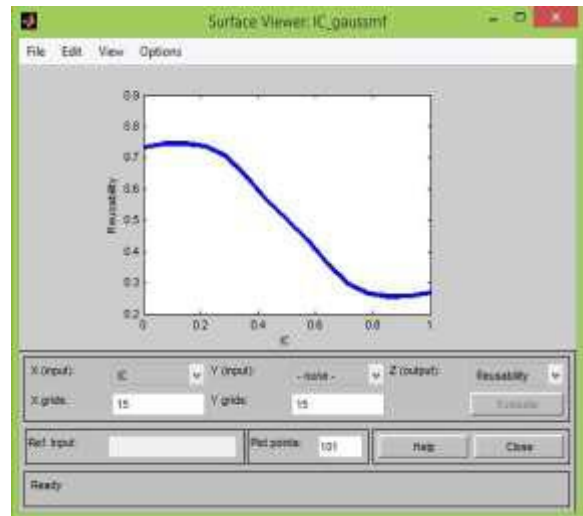 Surface Viewer: IC_gaussmf
File Edit View Options
0.9
0.8
0.7
0.6
0.5
0.4
0.3
0.2
Reusability
0 0.2 0.4 0.6 0.8 1
IC
X (input): IC Y (input): - none - Z (output): Reusability
X grids: 15 Y grids: 15 Evaluate
Ref. Input: Plot points: 101 Help Close
Ready